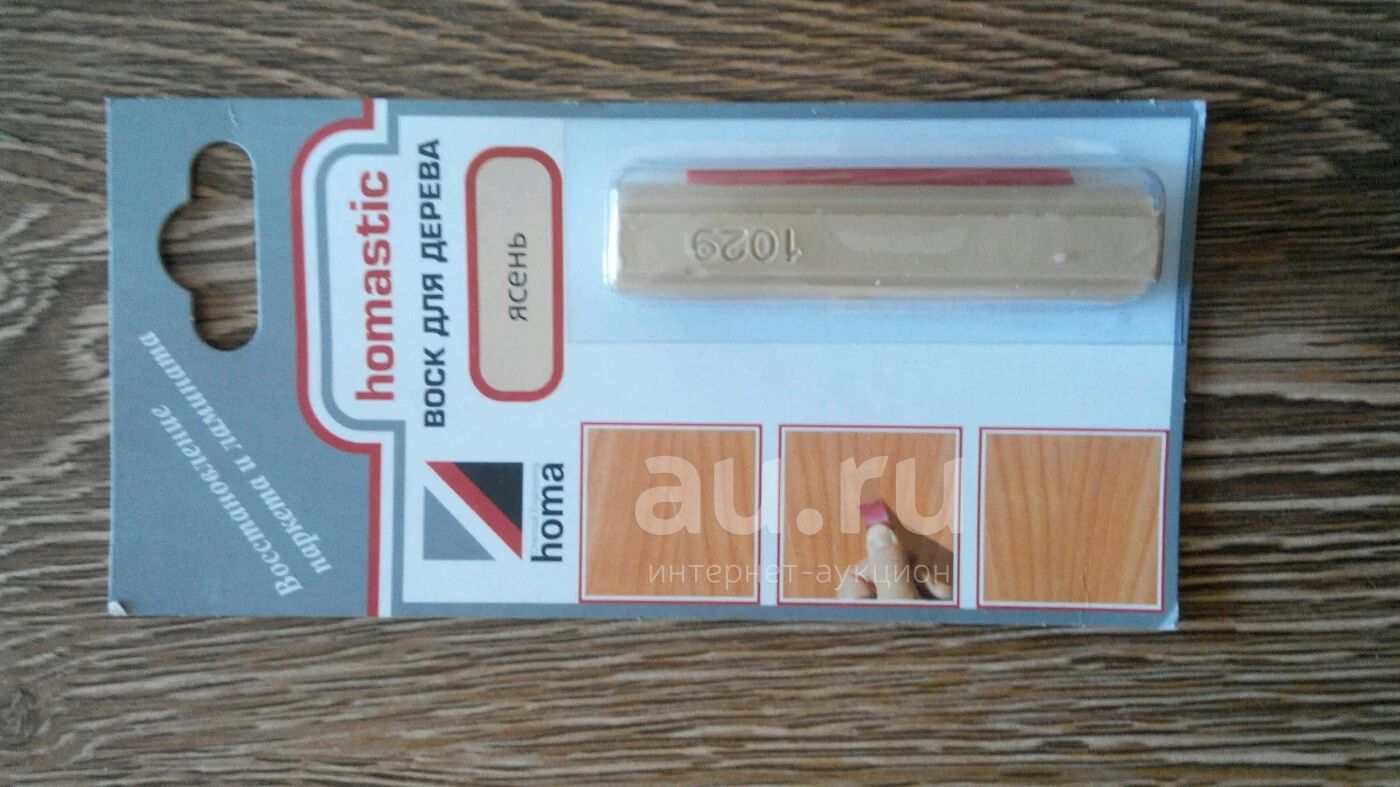 Восстановление
паркета и ламината
homastic
ВОСК ДЛЯ ДЕРЕВА
ясень
homa
1029
au.ru
интернет-аукцион